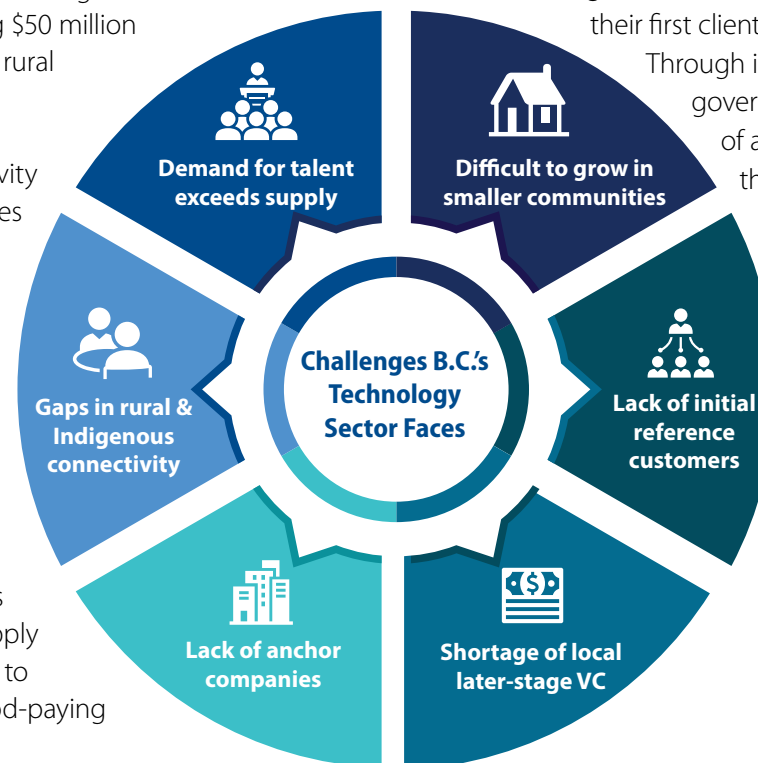 g $50 million
rural
vity
es
their first client
Through i
gover
of a
th
Demand for talent
exceeds supply
Difficult to grow in
smaller communities
Gaps in rural &
Indigenous
connectivity
Challenges B.C.’s
Technology
Sector Faces
Lack of initial
reference
customers
Lack of anchor
companies
Shortage of local
later-stage VC
s
pply
to
od-paying